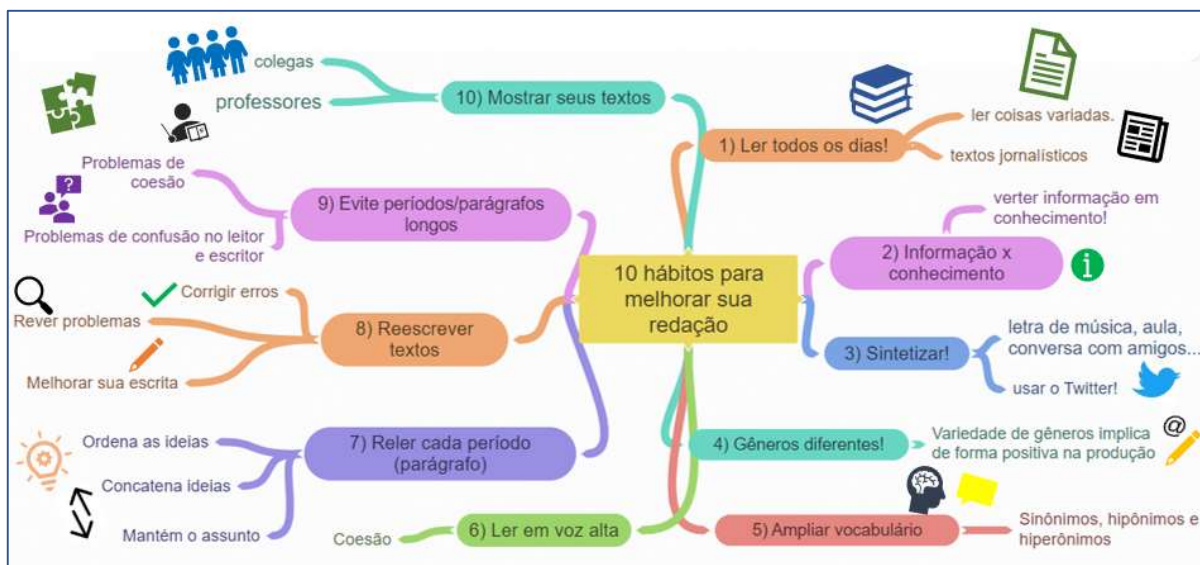 10 hábitos para
melhorar sua
redação
1) Ler todos os dias!
ler coisas variadas.
textos jornalísticos
2) Informação x
conhecimento
verter informação em
conhecimento!
3) Sintetizar!
letra de música, aula,
conversa com amigos...
usar o Twitter!
4) Gêneros diferentes!
Variedade de gêneros implica
de forma positiva na produção
@
5) Ampliar vocabulário
Sinônimos, hipônimos e
hiperônimos
6) Ler em voz alta
Coesão
7) Reler cada período
(parágrafo)
Ordena as ideias
Concatena ideias
Mantém o assunto
8) Reescrever
textos
Corrigir erros
Rever problemas
Melhorar sua escrita
9) Evite períodos/parágrafos
longos
Problemas de
coesão
?
Problemas de confusão no leitor
e escritor
10) Mostrar seus textos
colegas
professores
i